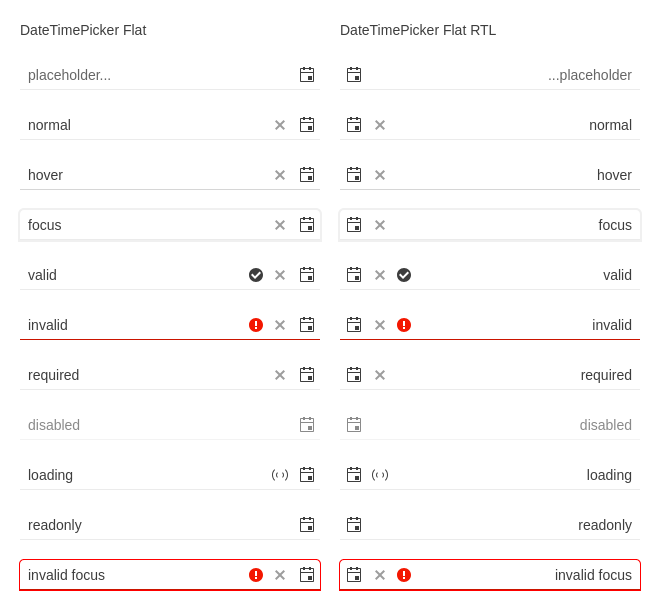 DateTimePicker Flat
placeholder...
normal
hover
focus
valid
invalid
required
disabled
loading
readonly
invalid focus
DateTimePicker Flat RTL
...placeholder
normal
hover
focus
valid
invalid
required
disabled
loading
readonly
invalid focus